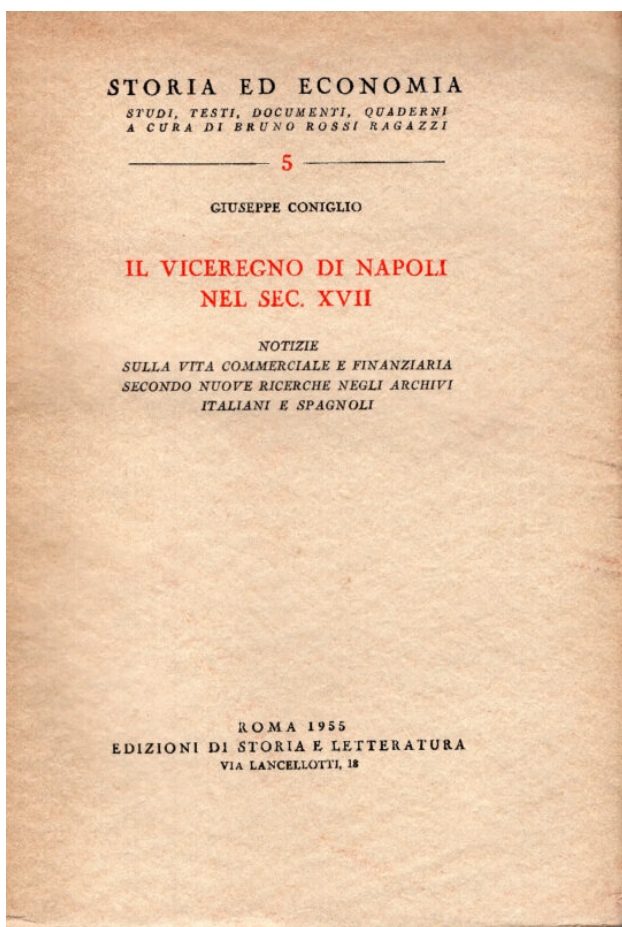 STORIA ED ECONOMIA
STUDI, TESTI, DOCUMENTI, QUADERNI
A CURA DI BRUNO ROSSI RAGAZZI
5
GIUSEPPE CONIGLIO
IL VICEREGNO DI NAPOLI
NEL SEC. XVII
NOTIZIE
SULLA VITA COMMERCIALE E FINANZIARIA
SECONDO NUOVE RICERCHE NEGLI ARCHIVI
ITALIANI E SPAGNOLI
ROMA 1955
EDIZIONI DI STORIA E LETTERATURA
VIA LANCELLOTTI, 18